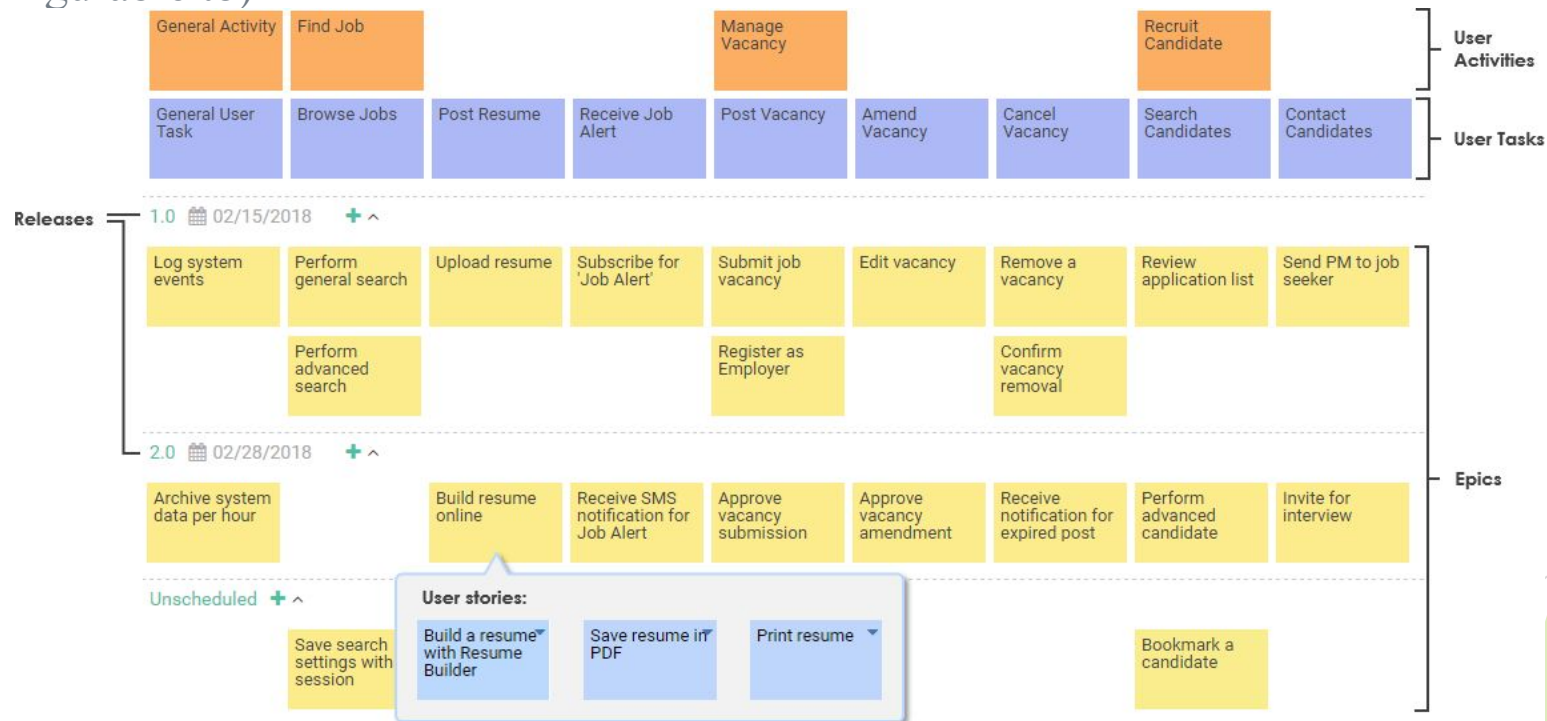 General Activity
Find Job
Manage
Vacancy
Recruit
Candidate
User
Activities
General User
Task
Browse Jobs
Post Resume
Receive Job
Alert
Post Vacancy
Amend
Vacancy
Cancel
Vacancy
Search
Candidates
Contact
Candidates
User Tasks
Releases
1.0 02/15/2018 +
Log system
events
Perform
general search
Upload resume
Subscribe for
'Job Alert'
Submit job
vacancy
Edit vacancy
Remove a
vacancy
Review
application list
Send PM to job
seeker
Perform
advanced
search
Register as
Employer
Confirm
vacancy
removal
2.0 02/28/2018 +
Epics
Archive system
data per hour
Build resume
online
Receive SMS
notification for
Job Alert
Approve
vacancy
submission
Approve
vacancy
amendment
Receive
notification for
expired post
Perform
advanced
candidate
Invite for
interview
Unscheduled +
Save search
settings with
session
User stories:
Build a resume
with Resume
Builder
Save resume in
PDF
Print resume
Bookmark a
candidate